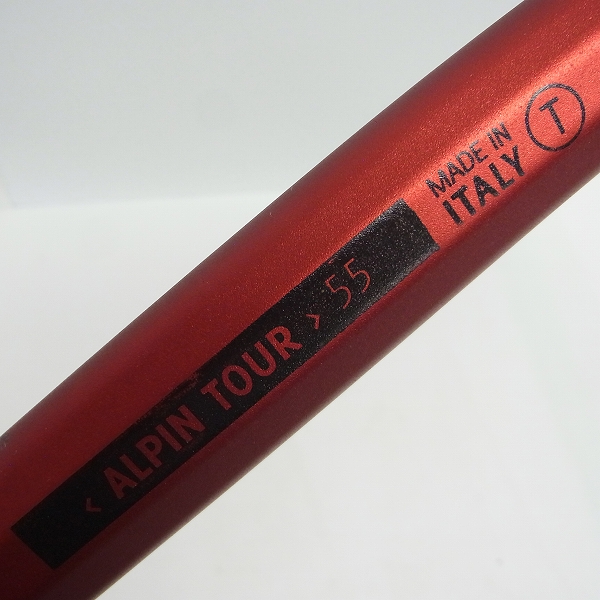 ‹ ALPIN TOUR › 55
MADE IN
ITALY
T